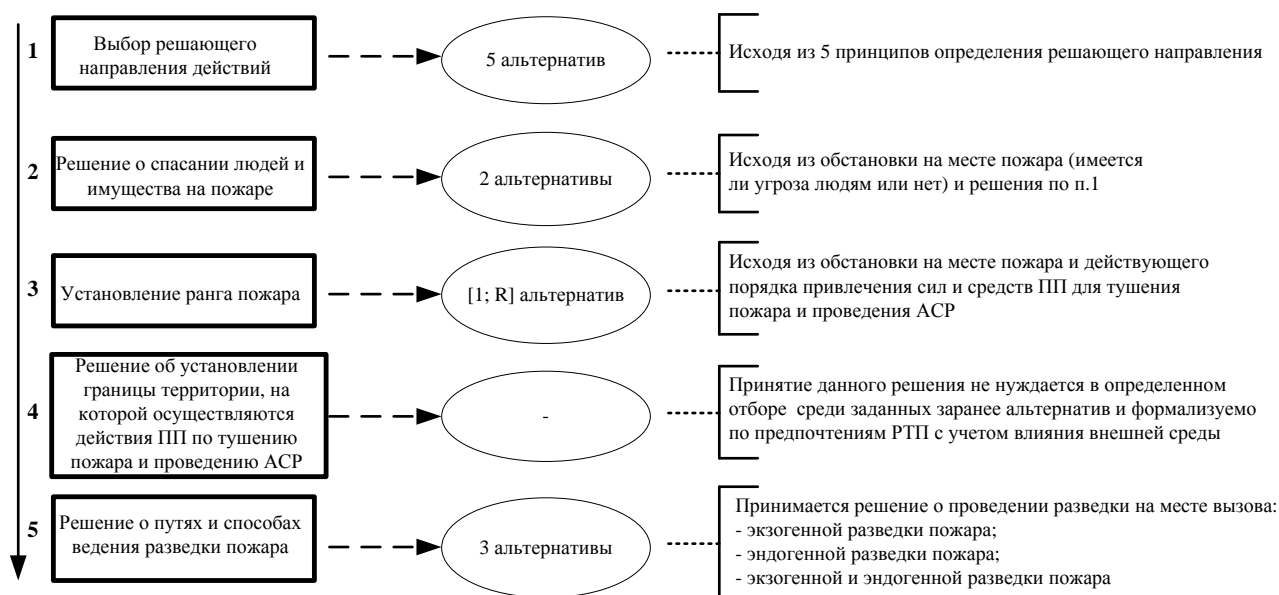 1
Выбор решающего
направления действий
5 альтернатив
Исходя из 5 принципов определения решающего направления
2
Решение о спасании людей и
имущества на пожаре
2 альтернативы
Исходя из обстановки на месте пожара (имеется
ли угроза людям или нет) и решения по п.1
3
Установление ранга пожара
[1; R] альтернатив
Исходя из обстановки на месте пожара и действующего
порядка привлечения сил и средств ПП для тушения
пожара и проведения АСР
4
Решение об установлении
границы территории, на
которой осуществляются
действия ПП по тушению
пожара и проведению АСР
-
Принятие данного решения не нуждается в определенном
отборе среди заданных заранее альтернатив и формализуемо
по предпочтениям РТП с учетом влияния внешней среды
5
Решение о путях и способах
ведения разведки пожара
3 альтернативы
Принимается решение о проведении разведки на месте вызова:
- экзогенной разведки пожара;
- эндогенной разведки пожара;
- экзогенной и эндогенной разведки пожара